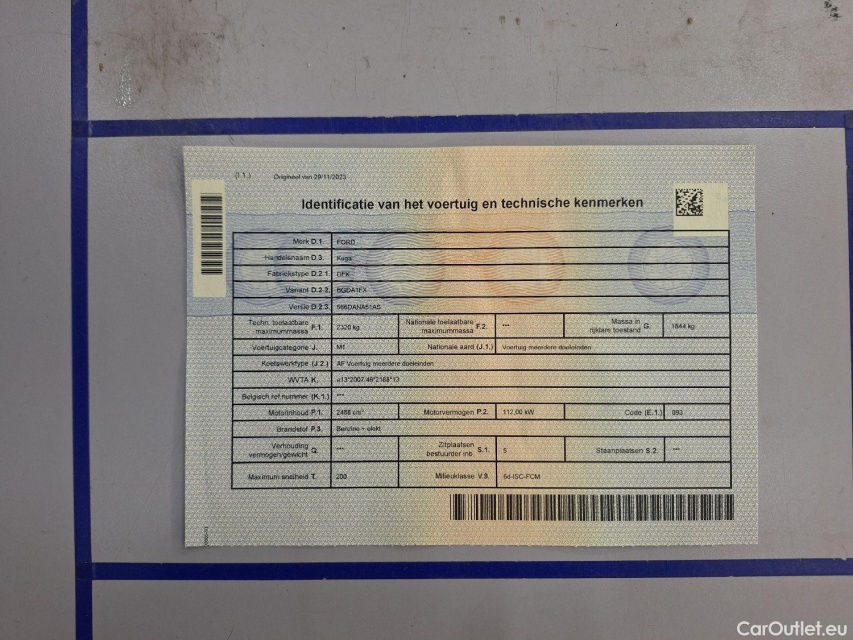 (I.1.) Origineel van 29/11/2023
Identificatie van het voertuig en technische kenmerken
Merk D.1. FORD
Handelsnaam D.3. Kuga
Fabriekstype D.2.1. DFK
Variant D.2.2. BGDA1FX
Versie D.2.3. 566DANA51AS
Techn. toelaatbare maximummassa F.1. 2320 kg Nationale toelaatbare maximummassa F.2. --- Massa in rijklare toestand G. 1844 kg
Voertuigcategorie J. M1 Nationale aard (J.1.) Voertuig meerdere doeleinden
Koetswerktype (J.2.) AF Voertuig meerdere doeleinden
WVTA K. e13*2007/46*2168*13
Belgisch ref.nummer (K.1.) ---
Motorinhoud P.1. 2488 cm³ Motorvermogen P.2. 112,00 kW Code (E.1.) 093
Brandstof P.3. Benzine + elekt
Verhouding vermogen/gewicht Q. --- Zitplaatsen bestuurder inb. S.1. 5 Staanplaatsen S.2. ---
Maximum snelheid T. 200 Milieuklasse V.9. 6d-ISC-FCM
CarOutlet.eu